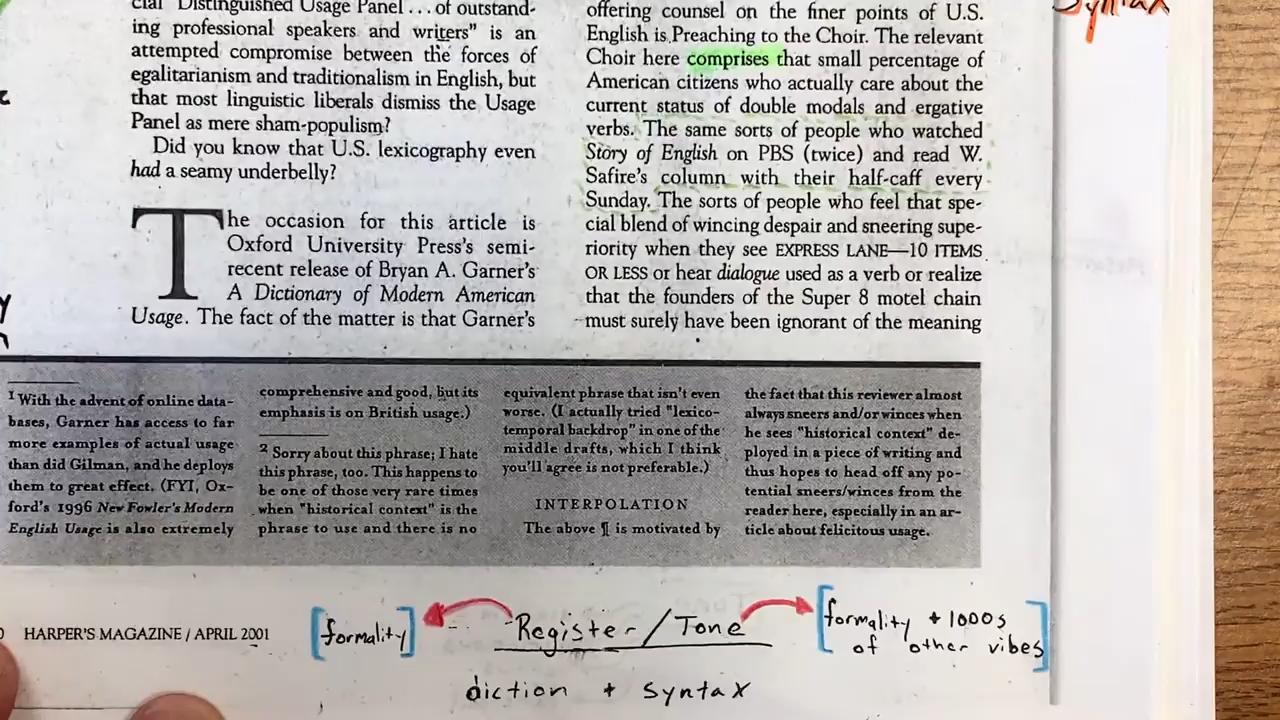 cial "Distinguished Usage Panel . . . of outstand-
ing professional speakers and writers" is an
attempted compromise between the forces of
egalitarianism and traditionalism in English, but
that most linguistic liberals dismiss the Usage
Panel as mere sham-populism?
Did you know that U.S. lexicography even
had a seamy underbelly?
The occasion for this article is
Oxford University Press's semi-
recent release of Bryan A. Garner's
A Dictionary of Modern American
Usage. The fact of the matter is that Garner's
offering counsel on the finer points of U.S.
English is Preaching to the Choir. The relevant
Choir here comprises that small percentage of
American citizens who actually care about the
current status of double modals and ergative
verbs. The same sorts of people who watched
Story of English on PBS (twice) and read W.
Safire's column with their half-caff every
Sunday. The sorts of people who feel that spe-
cial blend of wincing despair and sneering supe-
riority when they see EXPRESS LANE—10 ITEMS
OR LESS or hear dialogue used as a verb or realize
that the founders of the Super 8 motel chain
must surely have been ignorant of the meaning
Syntax
1 With the advent of online data-
bases, Garner has access to far
more examples of actual usage
than did Gilman, and he deploys
them to great effect. (FYI, Ox-
ford's 1996 New Fowler's Modern
English Usage is also extremely
comprehensive and good, but its
emphasis is on British usage.)
2 Sorry about this phrase; I hate
this phrase, too. This happens to
be one of those very rare times
when "historical context" is the
phrase to use and there is no
equivalent phrase that isn't even
worse. (I actually tried "lexico-
temporal backdrop" in one of the
middle drafts, which I think
you'll agree is not preferable.)
INTERPOLATION
The above ¶ is motivated by
the fact that this reviewer almost
always sneers and/or winces when
he sees "historical context" de-
ployed in a piece of writing and
thus hopes to head off any po-
tential sneers/winces from the
reader here, especially in an ar-
ticle about felicitous usage.
HARPER'S MAGAZINE / APRIL 2001
[formality]
Register/Tone
[formality + 1000s
of other vibes]
diction + syntax